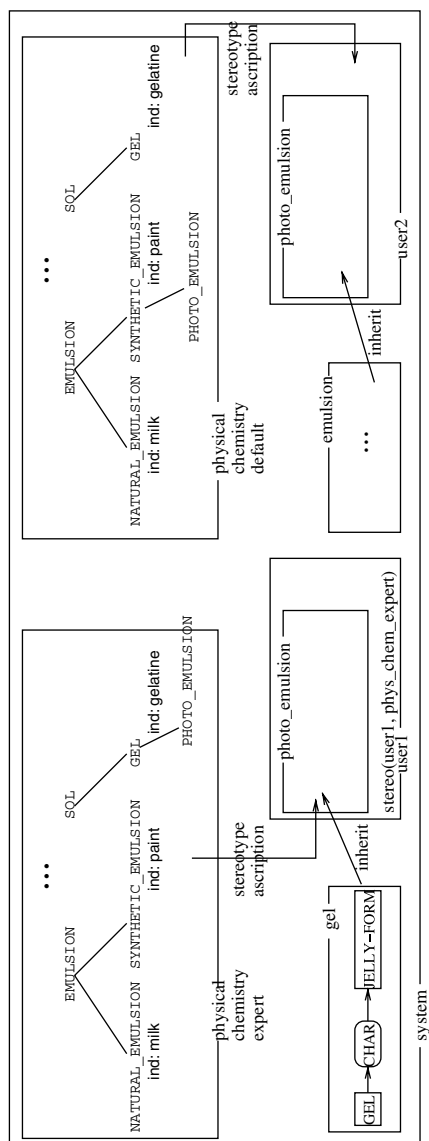 EMULSION
...
SOL
NATURAL_EMULSION SYNTHETIC_EMULSION
GEL
ind: milk
ind: paint
ind: gelatine
PHOTO_EMULSION
physical
chemistry
expert
stereotype
ascription
gel
GEL
CHAR
JELLY-FORM
inherit
photo_emulsion
stereo(user1, phys_chem_expert)
user1
EMULSION
...
SOL
NATURAL_EMULSION SYNTHETIC_EMULSION
GEL
ind: milk
ind: paint
ind: gelatine
PHOTO_EMULSION
physical
chemistry
default
stereotype
ascription
emulsion
...
inherit
photo_emulsion
user2
system